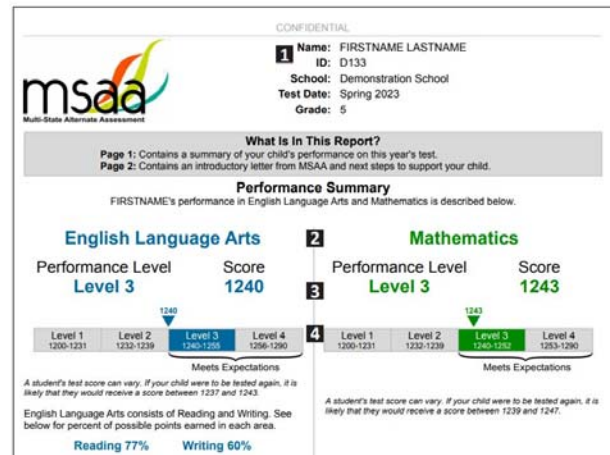 CONFIDENTIAL
msaa
Multi-State Alternate Assessment
1
Name: FIRSTNAME LASTNAME
ID: D133
School: Demonstration School
Test Date: Spring 2023
Grade: 5
What Is In This Report?
Page 1: Contains a summary of your child's performance on this year's test.
Page 2: Contains an introductory letter from MSAA and next steps to support your child.
Performance Summary
FIRSTNAME's performance in English Language Arts and Mathematics is described below.
English Language Arts
Performance Level Score
Level 3 1240
1240
Level 1 Level 2 Level 3 Level 4
1200-1231 1232-1239 1240-1255 1256-1290
Meets Expectations
A student's test score can vary. If your child were to be tested again, it is
likely that they would receive a score between 1237 and 1243.
English Language Arts consists of Reading and Writing. See
below for percent of possible points earned in each area.
Reading 77% Writing 60%
2
3
4
Mathematics
Performance Level Score
Level 3 1243
1243
Level 1 Level 2 Level 3 Level 4
1200-1231 1232-1239 1240-1252 1253-1290
Meets Expectations
A student's test score can vary. If your child were to be tested again, it is
likely that they would receive a score between 1239 and 1247.